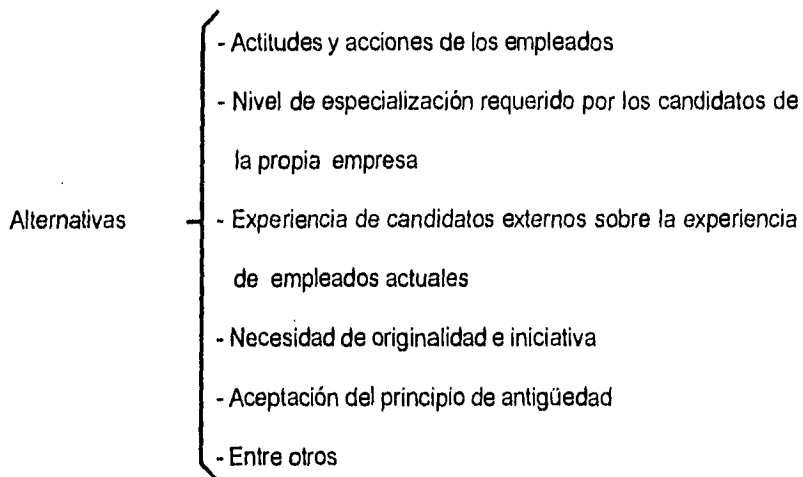 - Actitudes y acciones de los empleados
- Nivel de especialización requerido por los candidatos de
la propia empresa
Alternativas
- Experiencia de candidatos externos sobre la experiencia
de empleados actuales
- Necesidad de originalidad e iniciativa
- Aceptación del principio de antigüedad
- Entre otros